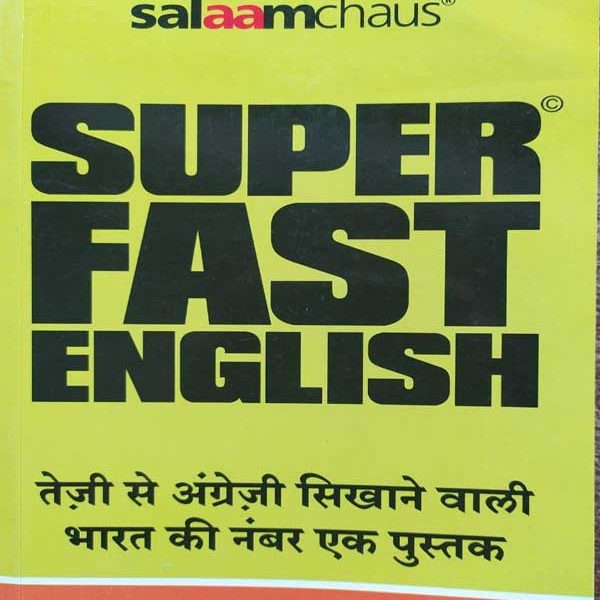 salaamchaus®
SUPER©
FAST
ENGLISH
तेज़ी से अंग्रेज़ी सिखाने वाली
भारत की नंबर एक पुस्तक